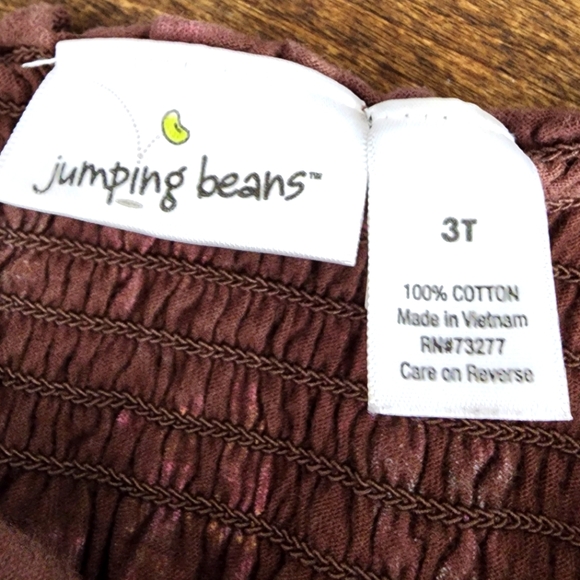 jumping beans™
3T
100% COTTON
Made in Vietnam
RN#73277
Care on Reverse